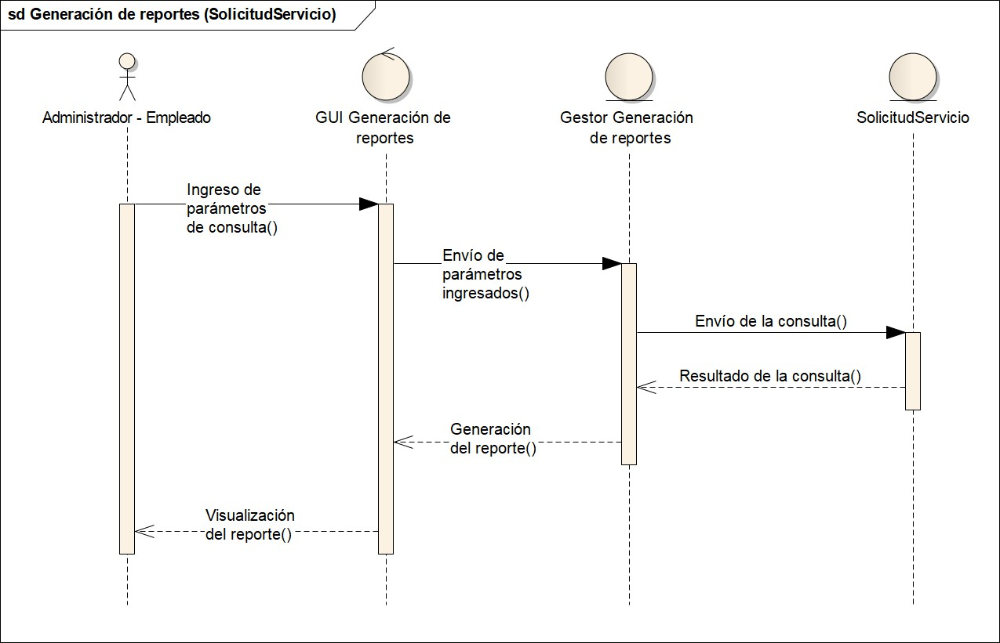 sd Generación de reportes (SolicitudServicio)
Administrador - Empleado
GUI Generación de
reportes
Gestor Generación
de reportes
SolicitudServicio
Ingreso de
parámetros
de consulta()
Envío de
parámetros
ingresados()
Envío de la consulta()
Resultado de la consulta()
Generación
del reporte()
Visualización
del reporte()